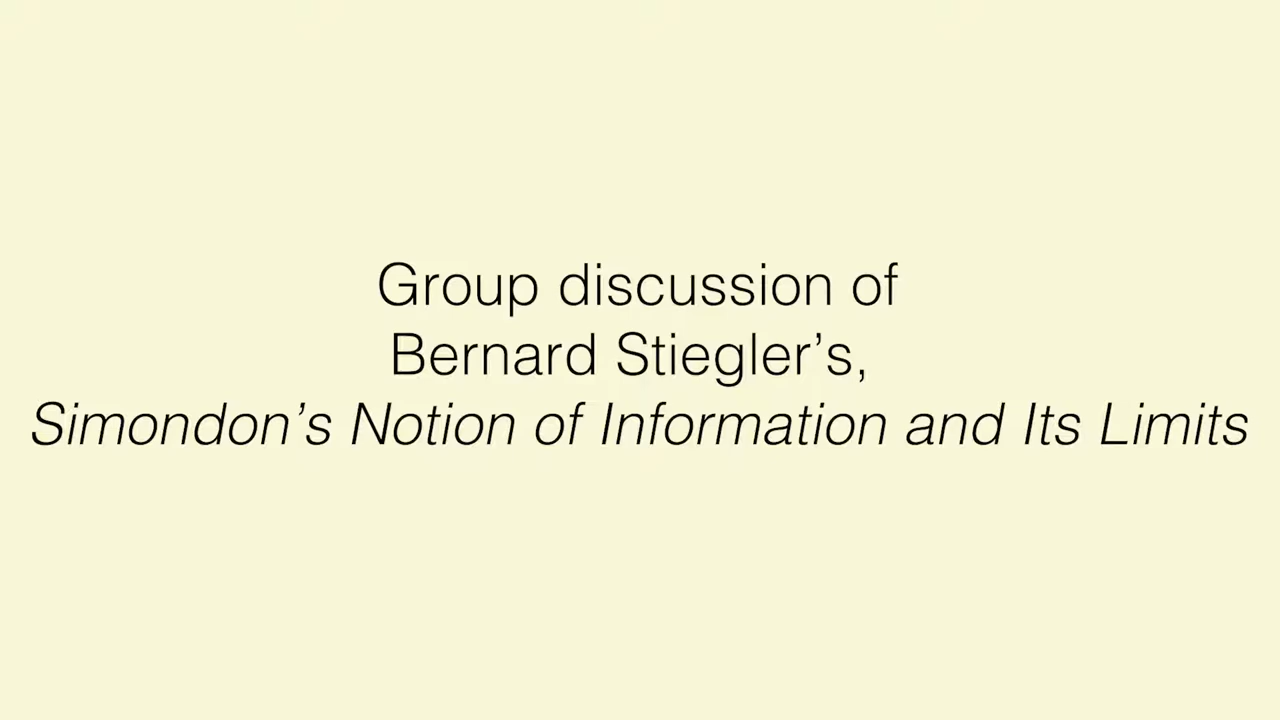 Group discussion of
Bernard Stiegler’s,
Simondon’s Notion of Information and Its Limits